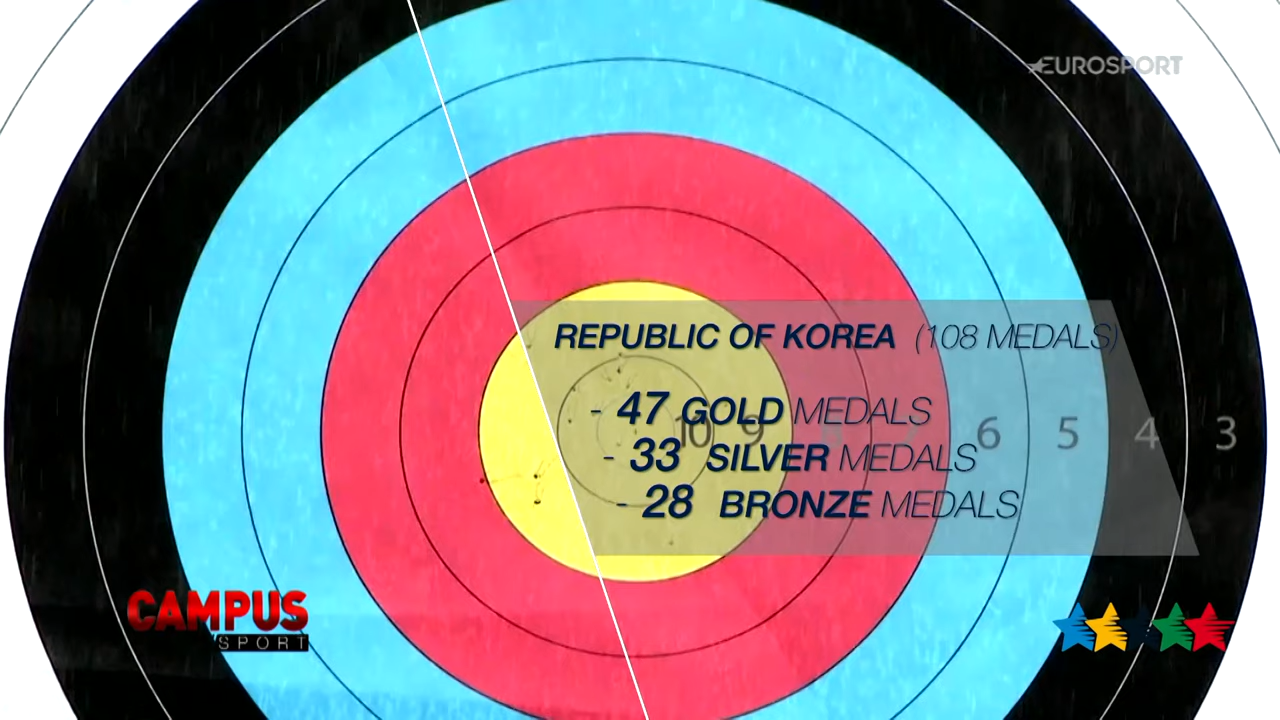 EUROSPORT
REPUBLIC OF KOREA (108 MEDALS)
- 47 GOLD MEDALS
- 33 SILVER MEDALS
- 28 BRONZE MEDALS
10 9 6 5 4 3
CAMPUS
SPORT